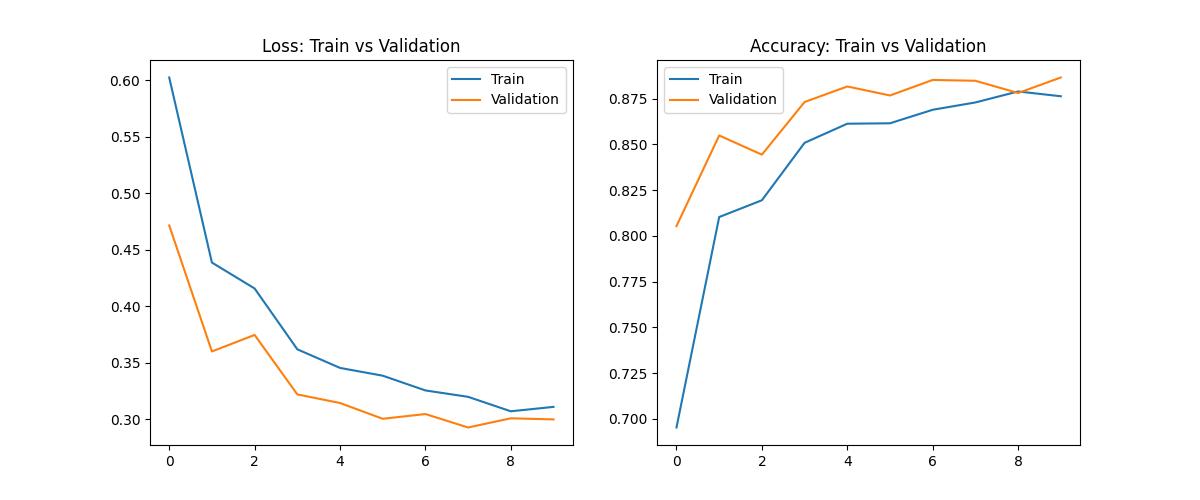 Loss: Train vs Validation
Train
Validation
0.60
0.55
0.50
0.45
0.40
0.35
0.30
0 2 4 6 8
Accuracy: Train vs Validation
Train
Validation
0.875
0.850
0.825
0.800
0.775
0.750
0.725
0.700
0 2 4 6 8